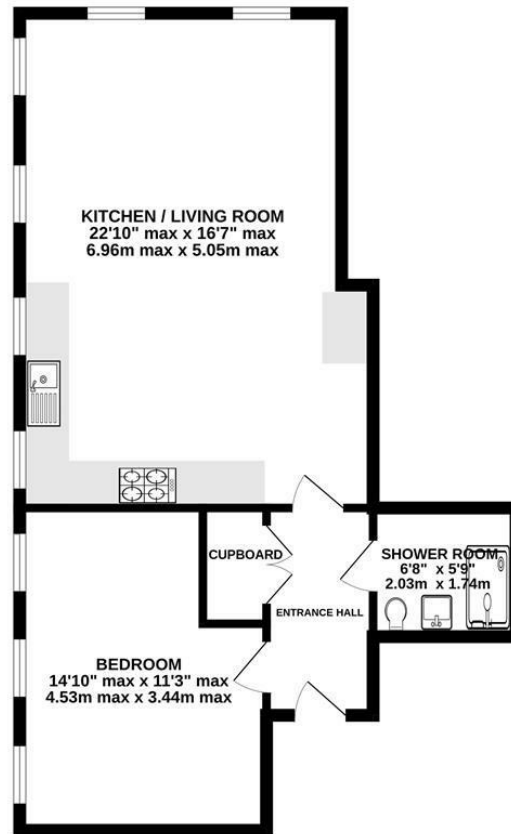 KITCHEN / LIVING ROOM
22'10" max x 16'7" max
6.96m max x 5.05m max
CUPBOARD
SHOWER ROOM
6'8" x 5'9"
2.03m x 1.74m
ENTRANCE HALL
BEDROOM
14'10" max x 11'3" max
4.53m max x 3.44m max